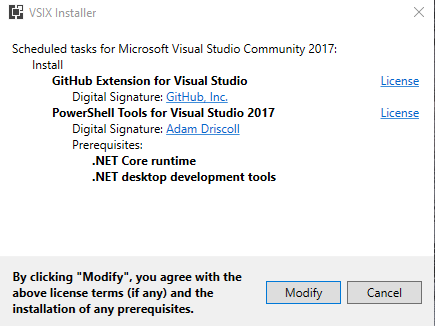 VSIX Installer
Scheduled tasks for Microsoft Visual Studio Community 2017:
Install
GitHub Extension for Visual Studio License
Digital Signature: GitHub, Inc.
PowerShell Tools for Visual Studio 2017 License
Digital Signature: Adam Driscoll
Prerequisites:
.NET Core runtime
.NET desktop development tools
By clicking "Modify", you agree with the
above license terms (if any) and the
installation of any prerequisites.
Modify Cancel